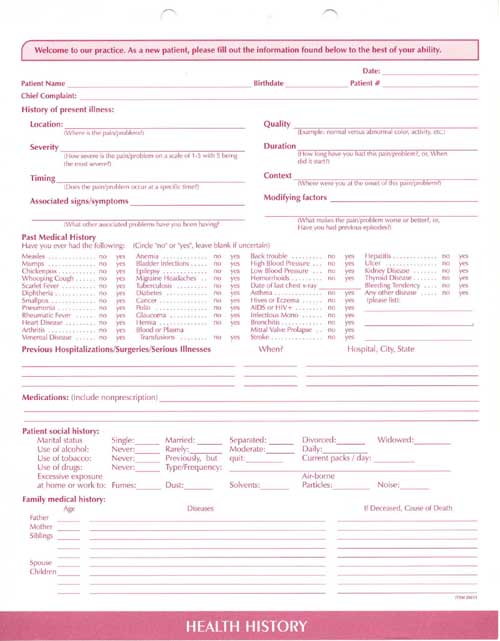 Welcome to our practice. As a new patient, please fill out the information found below to the best of your ability.
Date:
Patient Name Birthdate Patient #
Chief Complaint:
History of present illness:
Location: Quality
(Where is the pain/problem?) (Example: normal versus abnormal color, activity, etc.)
Severity Duration
(How severe is the pain/problem on a scale of 1-5 with 5 being the most severe?) (How long have you had this pain/problem?, or, When did it start?)
Timing Context
(Does the pain/problem occur at a specific time?) (Where were you at the onset of this pain/problem?)
Associated signs/symptoms Modifying factors
(What other associated problems have you been having?) (What makes the pain/problem worse or better?, or, Have you had previous episodes?)
Past Medical History
Have you ever had the following: (Circle "no" or "yes", leave blank if uncertain)
Measles no yes Anemia no yes Back trouble no yes Hepatitis no yes
Mumps no yes Bladder Infections no yes High Blood Pressure no yes Ulcer no yes
Chickenpox no yes Epilepsy no yes Low Blood Pressure no yes Kidney Disease no yes
Whooping Cough no yes Migraine Headaches no yes Hemorrhoids no yes Thyroid Disease no yes
Scarlet Fever no yes Tuberculosis no yes Date of last chest x-ray Bleeding Tendency no yes
Diphtheria no yes Diabetes no yes Asthma no yes Any other disease no yes
Smallpox no yes Cancer no yes Hives or Eczema no yes (please list):
Pneumonia no yes Polio no yes AIDS or HIV+ no yes
Rheumatic Fever no yes Glaucoma no yes Infectious Mono no yes
Heart Disease no yes Hernia no yes Bronchitis no yes
Arthritis no yes Blood or Plasma Mitral Valve Prolapse no yes
Venereal Disease no yes Transfusions no yes Stroke no yes
Previous Hospitalizations/Surgeries/Serious Illnesses When? Hospital, City, State
Medications: (include nonprescription)
Patient social history:
Marital status Single: Married: Separated: Divorced: Widowed:
Use of alcohol: Never: Rarely: Moderate: Daily:
Use of tobacco: Never: Previously, but quit: Current packs / day:
Use of drugs: Never: Type/Frequency:
Excessive exposure Air-borne
at home or work to: Fumes: Dust: Solvents: Particles: Noise:
Family medical history:
Age Diseases If Deceased, Cause of Death
Father
Mother
Siblings
Spouse
Children
HEALTH HISTORY